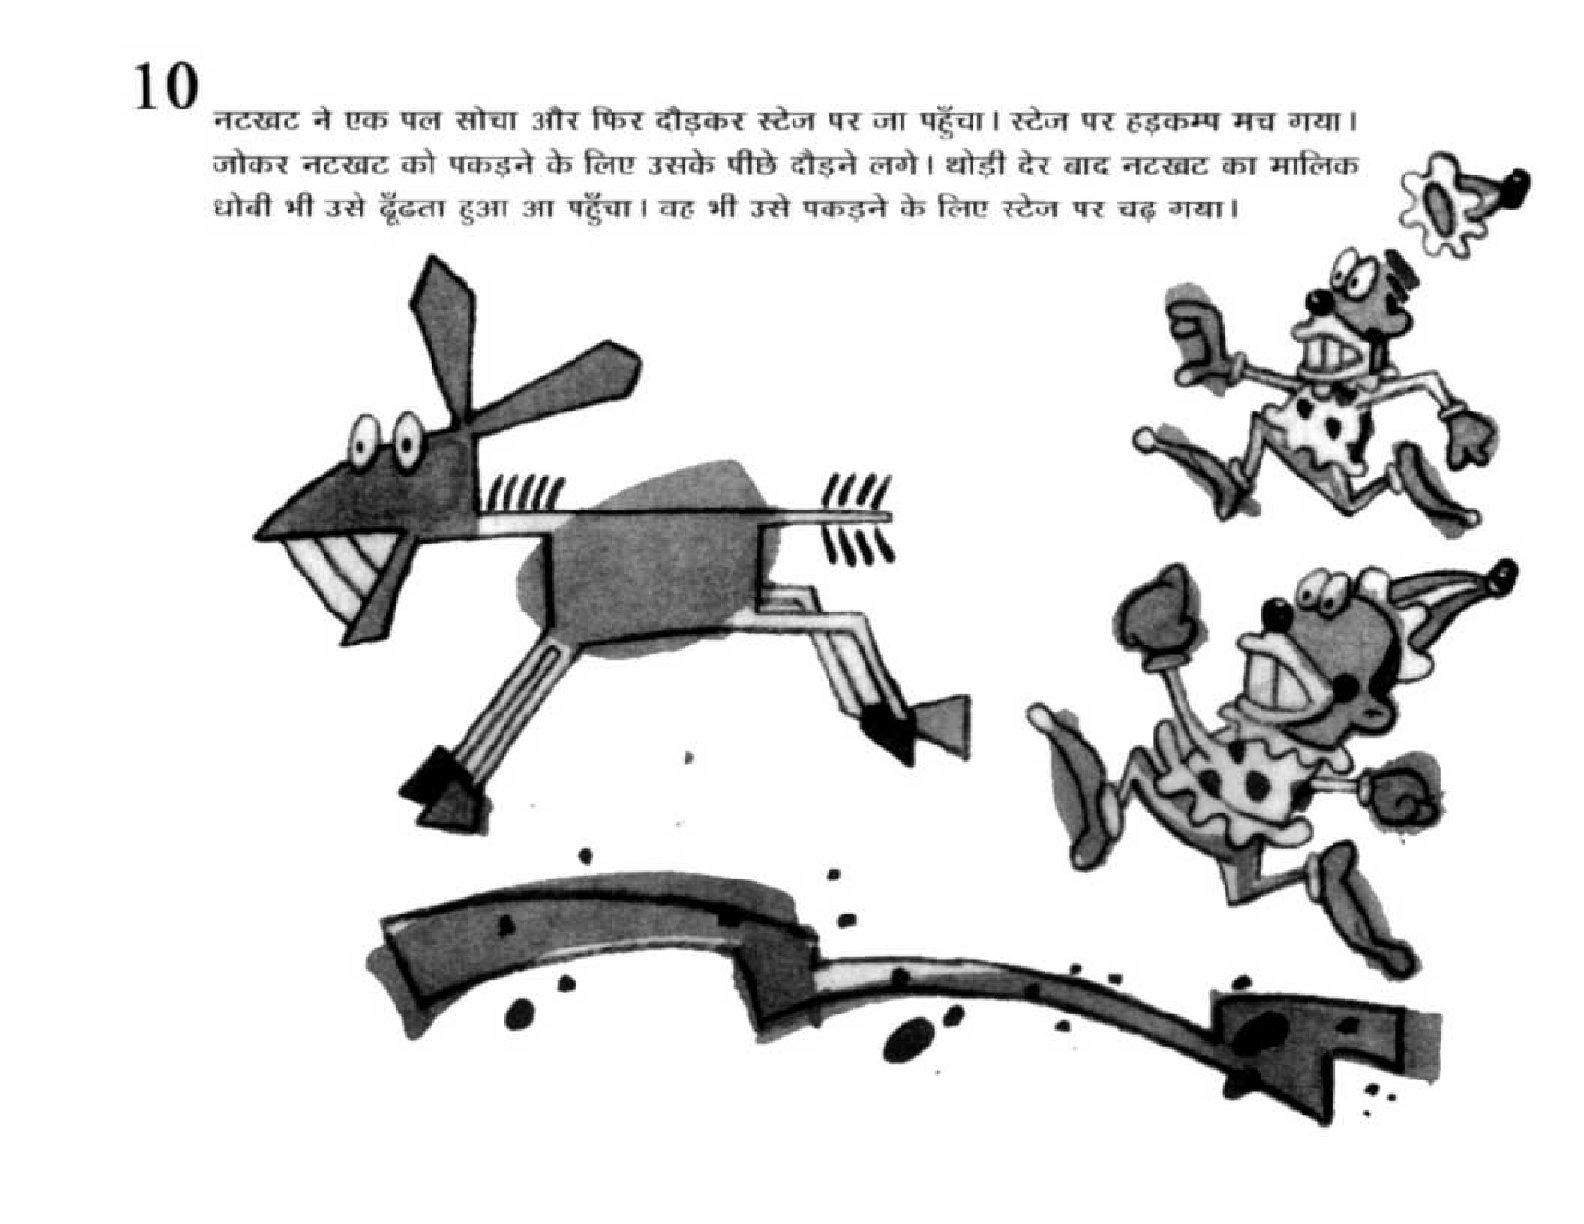 10
नटखट ने एक पल सोचा और फिर दौड़कर स्टेज पर जा पहुँचा। स्टेज पर हड़कम्प मच गया।
जोकर नटखट को पकड़ने के लिए उसके पीछे दौड़ने लगे। थोड़ी देर बाद नटखट का मालिक
धोबी भी उसे ढूँढता हुआ आ पहुँचा। वह भी उसे पकड़ने के लिए स्टेज पर चढ़ गया।